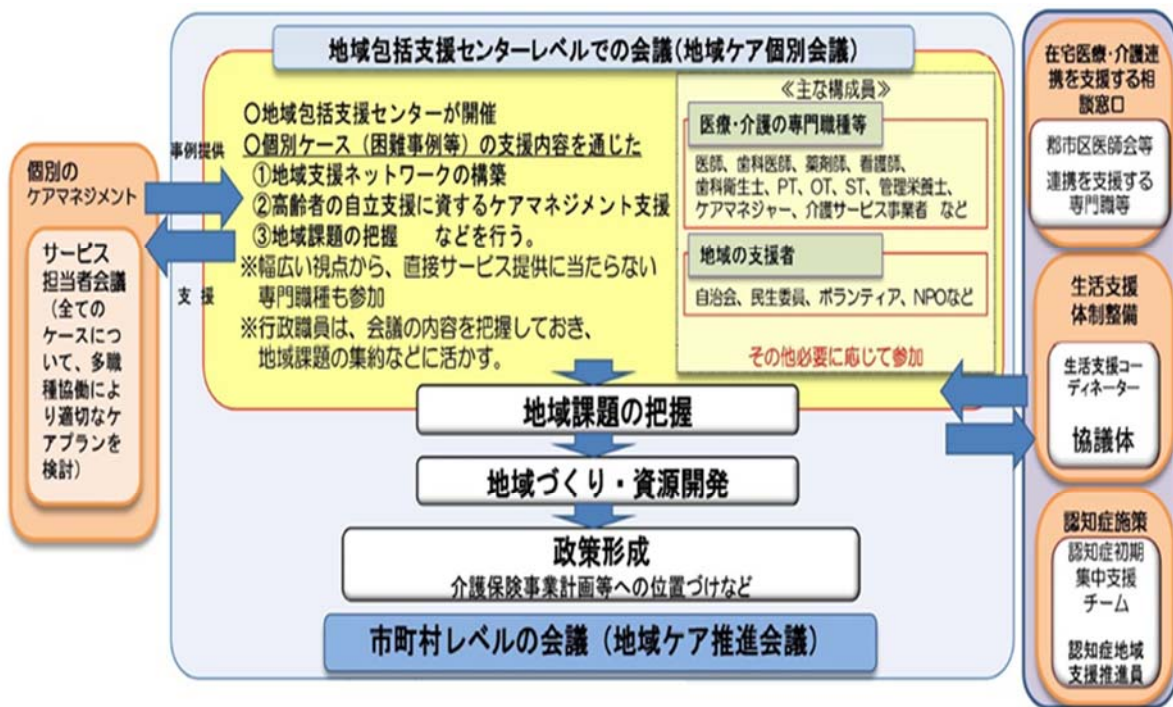 地域包括支援センターレベルでの会議(地域ケア個別会議)
〇地域包括支援センターが開催
〇個別ケース(困難事例等)の支援内容を通じた
①地域支援ネットワークの構築
②高齢者の自立支援に資するケアマネジメント支援
③地域課題の把握 などを行う。
※幅広い視点から、直接サービス提供に当たらない
専門職種も参加
※行政職員は、会議の内容を把握しておき、
地域課題の集約などに活かす。
≪主な構成員≫
医療・介護の専門職種等
医師、歯科医師、薬剤師、看護師、
歯科衛生士、PT、OT、ST、管理栄養士、
ケアマネジャー、介護サービス事業者 など
地域の支援者
自治会、民生委員、ボランティア、NPOなど
その他必要に応じて参加
事例提供
支 援
個別の
ケアマネジメント
サービス
担当者会議
(全ての
ケースにつ
いて、多職
種協働によ
り適切なケ
アプランを
検討)
地域課題の把握
地域づくり・資源開発
政策形成
介護保険事業計画等への位置づけなど
市町村レベルの会議(地域ケア推進会議)
在宅医療・介護連
携を支援する相
談窓口
郡市区医師会等
連携を支援する
専門職等
生活支援
体制整備
生活支援コー
ディネーター
協議体
認知症施策
認知症初期
集中支援
チーム
認知症地域
支援推進員